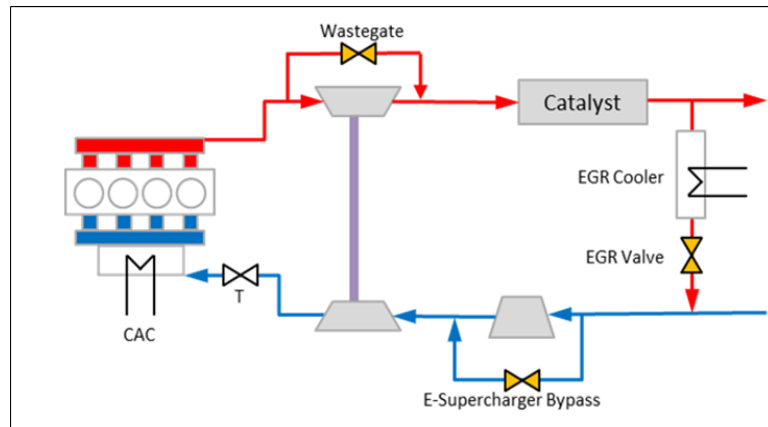 Wastegate
Catalyst
EGR Cooler
EGR Valve
T
CAC
E-Supercharger Bypass